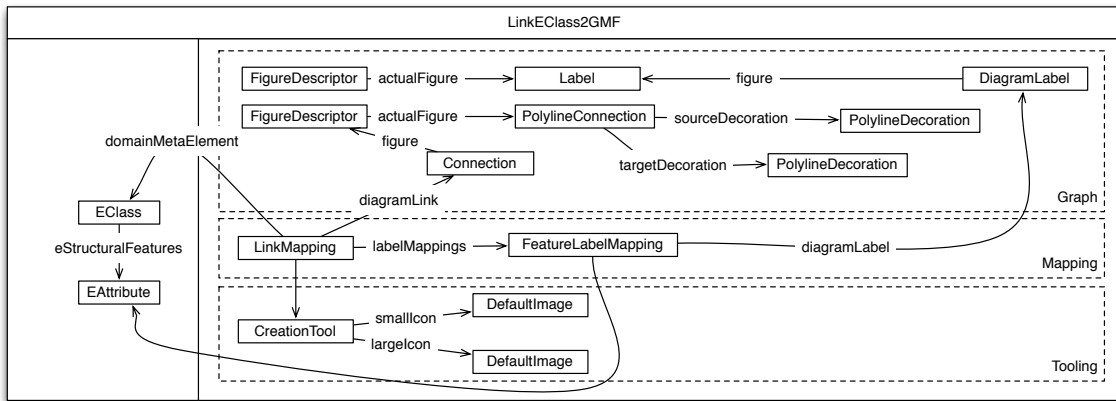 LinkEClass2GMF
FigureDescriptor actualFigure Label figure DiagramLabel
FigureDescriptor actualFigure PolylineConnection sourceDecoration PolylineDecoration
domainMetaElement figure
Connection targetDecoration PolylineDecoration
diagramLink Graph
EClass
LinkMapping labelMappings FeatureLabelMapping diagramLabel
eStructuralFeatures
Mapping
EAttribute
smallIcon DefaultImage
CreationTool
largeIcon DefaultImage
Tooling